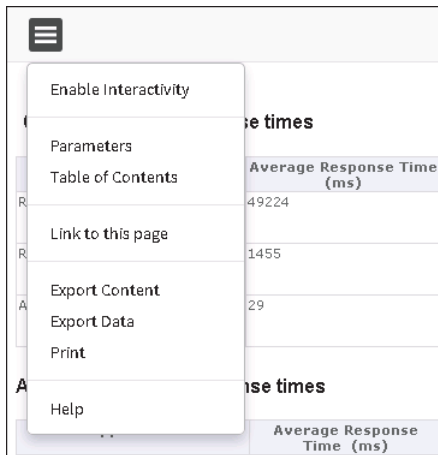 Enable Interactivity
se times
Parameters
Table of Contents
Average Response Time
(ms)
R
49224
Link to this page
R
1455
Export Content
A
29
Export Data
Print
A
nse times
Help
Average Response
Time (ms)